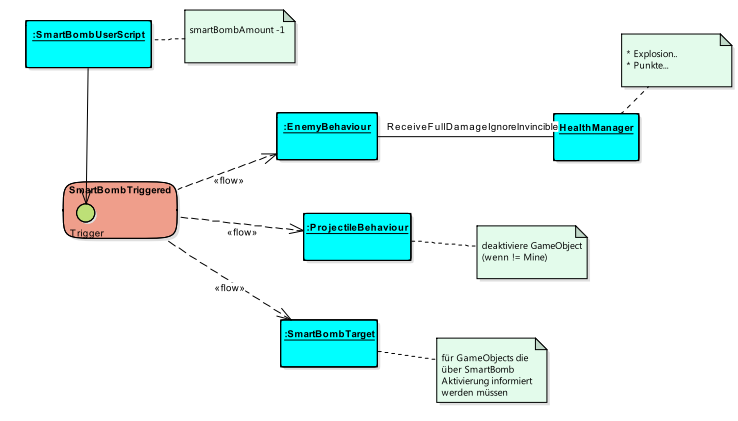 :SmartBombUserScript
smartBombAmount -1
* Explosion..
* Punkte...
:EnemyBehaviour
ReceiveFullDamageIgnoreInvincible
HealthManager
«flow»
SmartBombTriggered
Trigger
:ProjectileBehaviour
«flow»
deaktiviere GameObject
(wenn != Mine)
«flow»
:SmartBombTarget
für GameObjects die
über SmartBomb
Aktivierung informiert
werden müssen